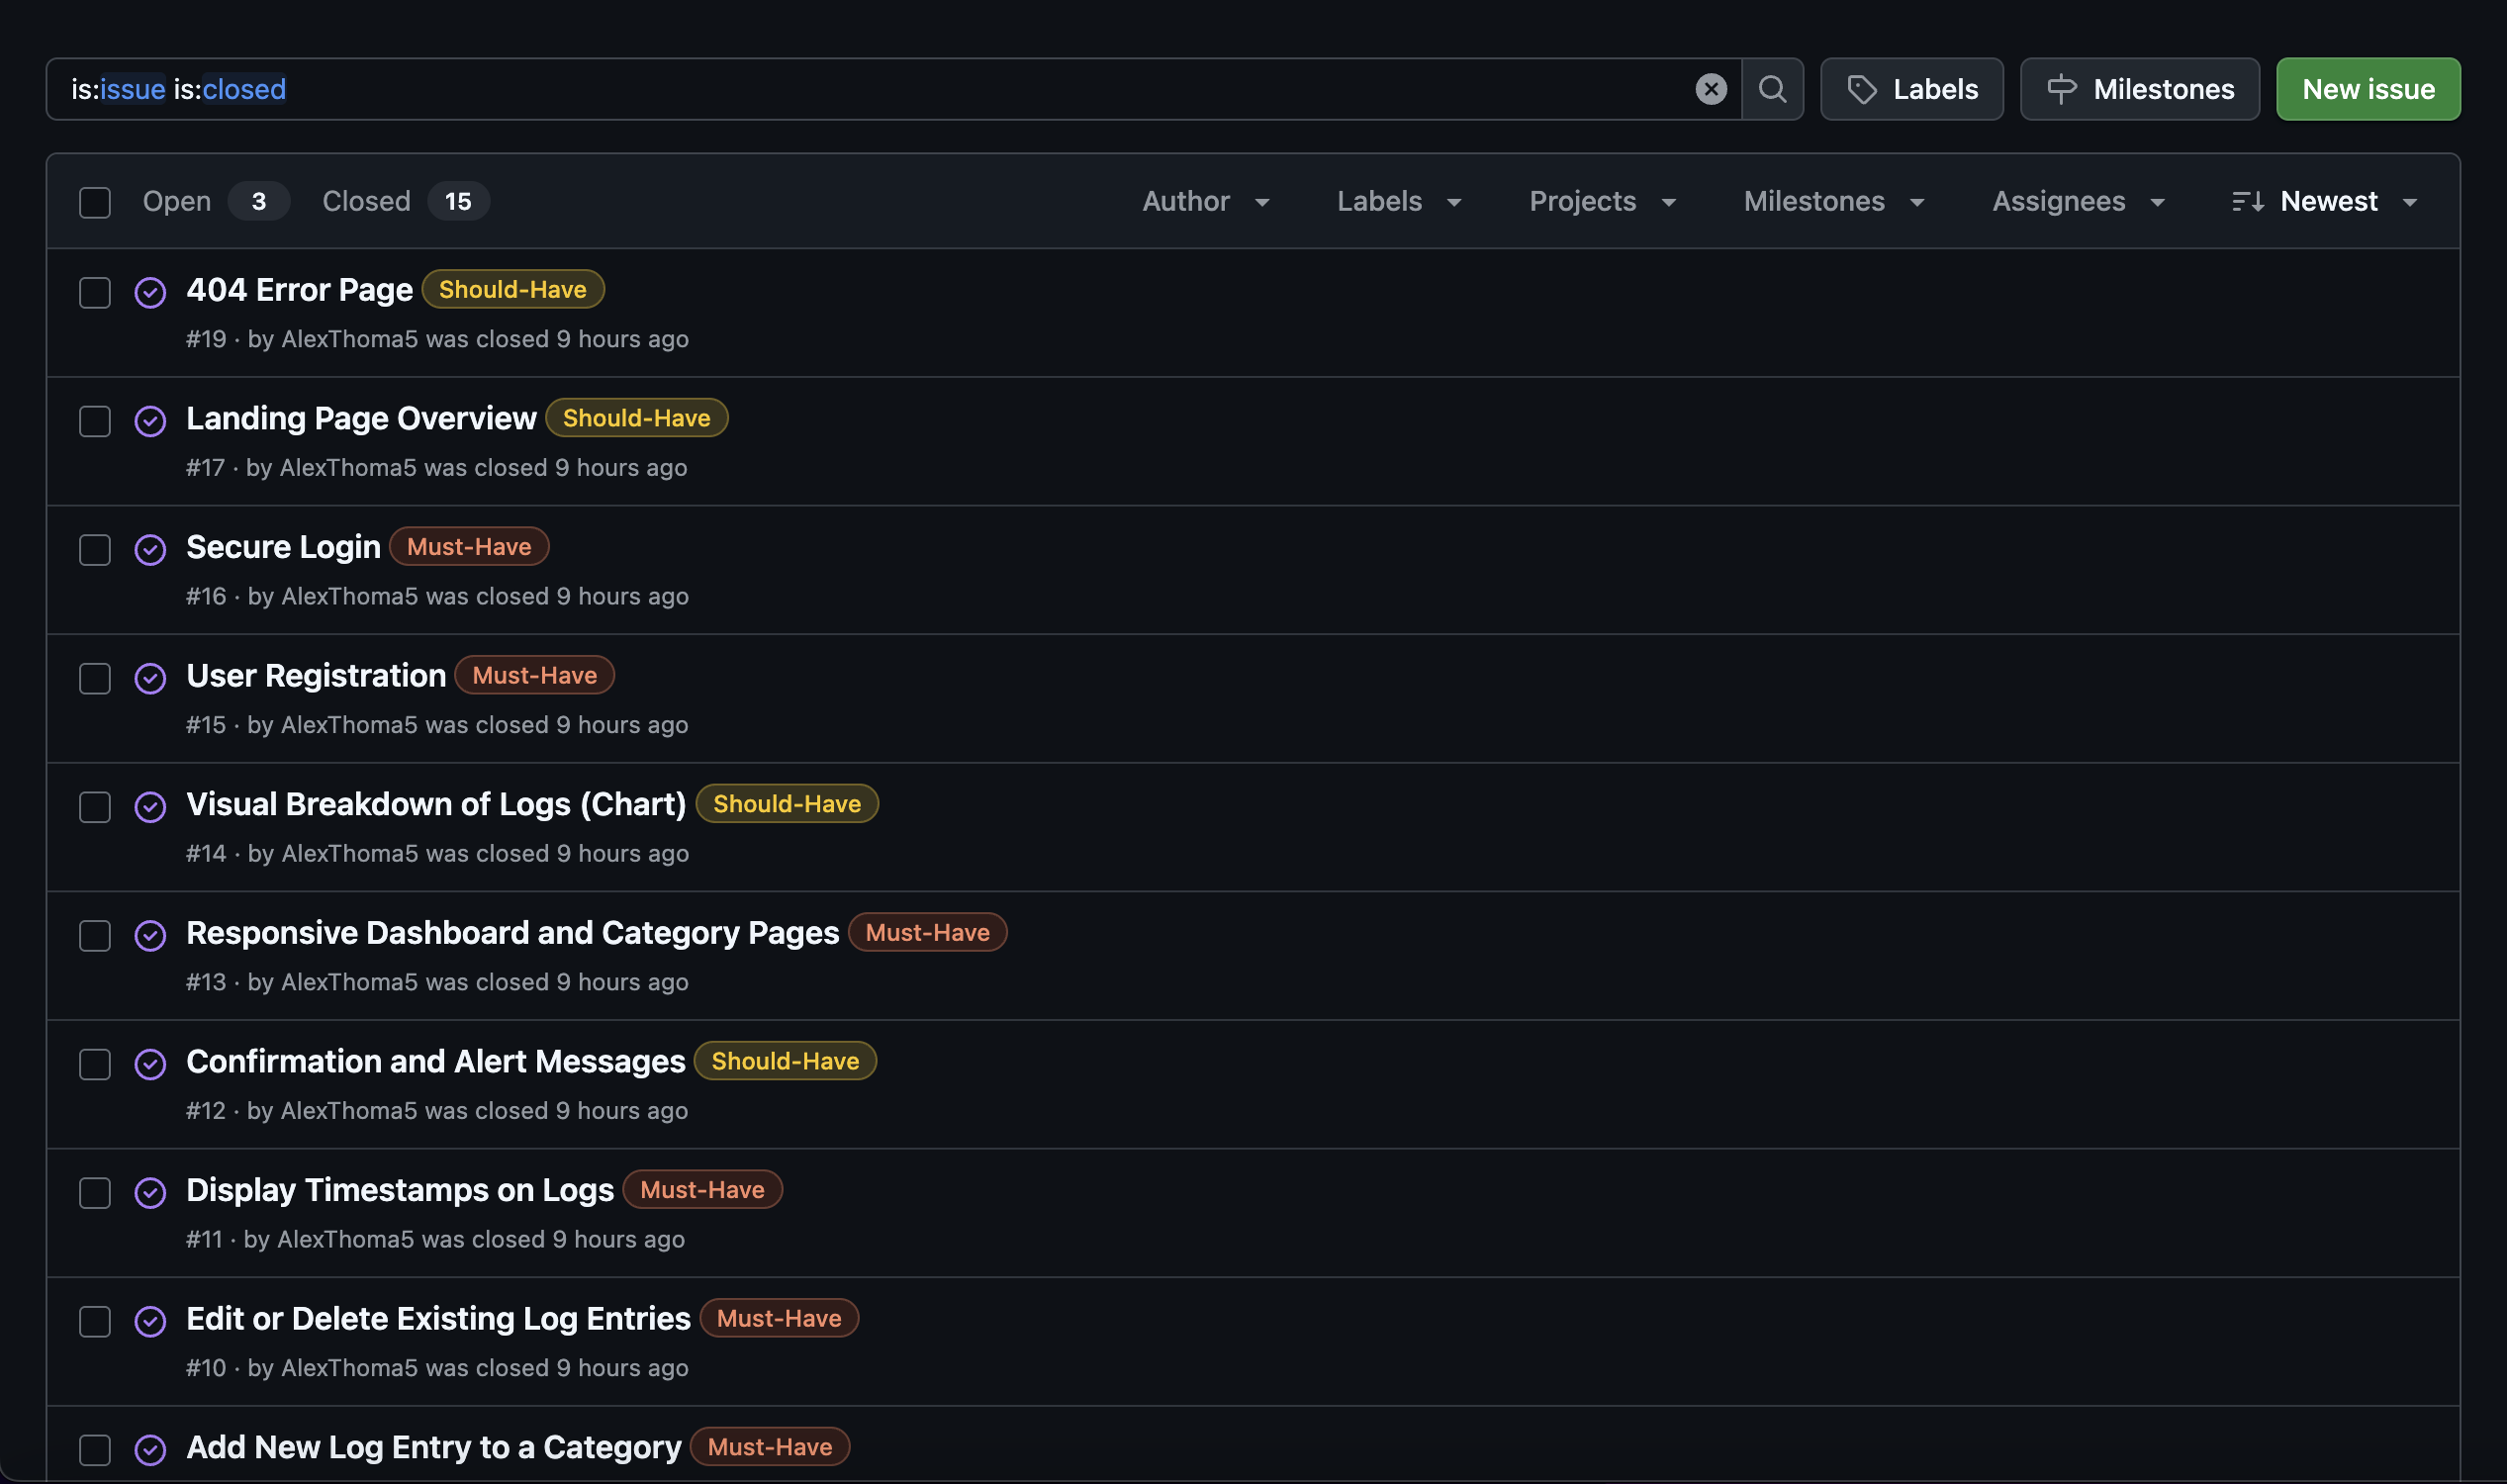 is:issue is:closed
Labels
Milestones
New issue
Open 3 Closed 15 Author Labels Projects Milestones Assignees Newest
404 Error Page Should-Have
#19 · by AlexThoma5 was closed 9 hours ago
Landing Page Overview Should-Have
#17 · by AlexThoma5 was closed 9 hours ago
Secure Login Must-Have
#16 · by AlexThoma5 was closed 9 hours ago
User Registration Must-Have
#15 · by AlexThoma5 was closed 9 hours ago
Visual Breakdown of Logs (Chart) Should-Have
#14 · by AlexThoma5 was closed 9 hours ago
Responsive Dashboard and Category Pages Must-Have
#13 · by AlexThoma5 was closed 9 hours ago
Confirmation and Alert Messages Should-Have
#12 · by AlexThoma5 was closed 9 hours ago
Display Timestamps on Logs Must-Have
#11 · by AlexThoma5 was closed 9 hours ago
Edit or Delete Existing Log Entries Must-Have
#10 · by AlexThoma5 was closed 9 hours ago
Add New Log Entry to a Category Must-Have